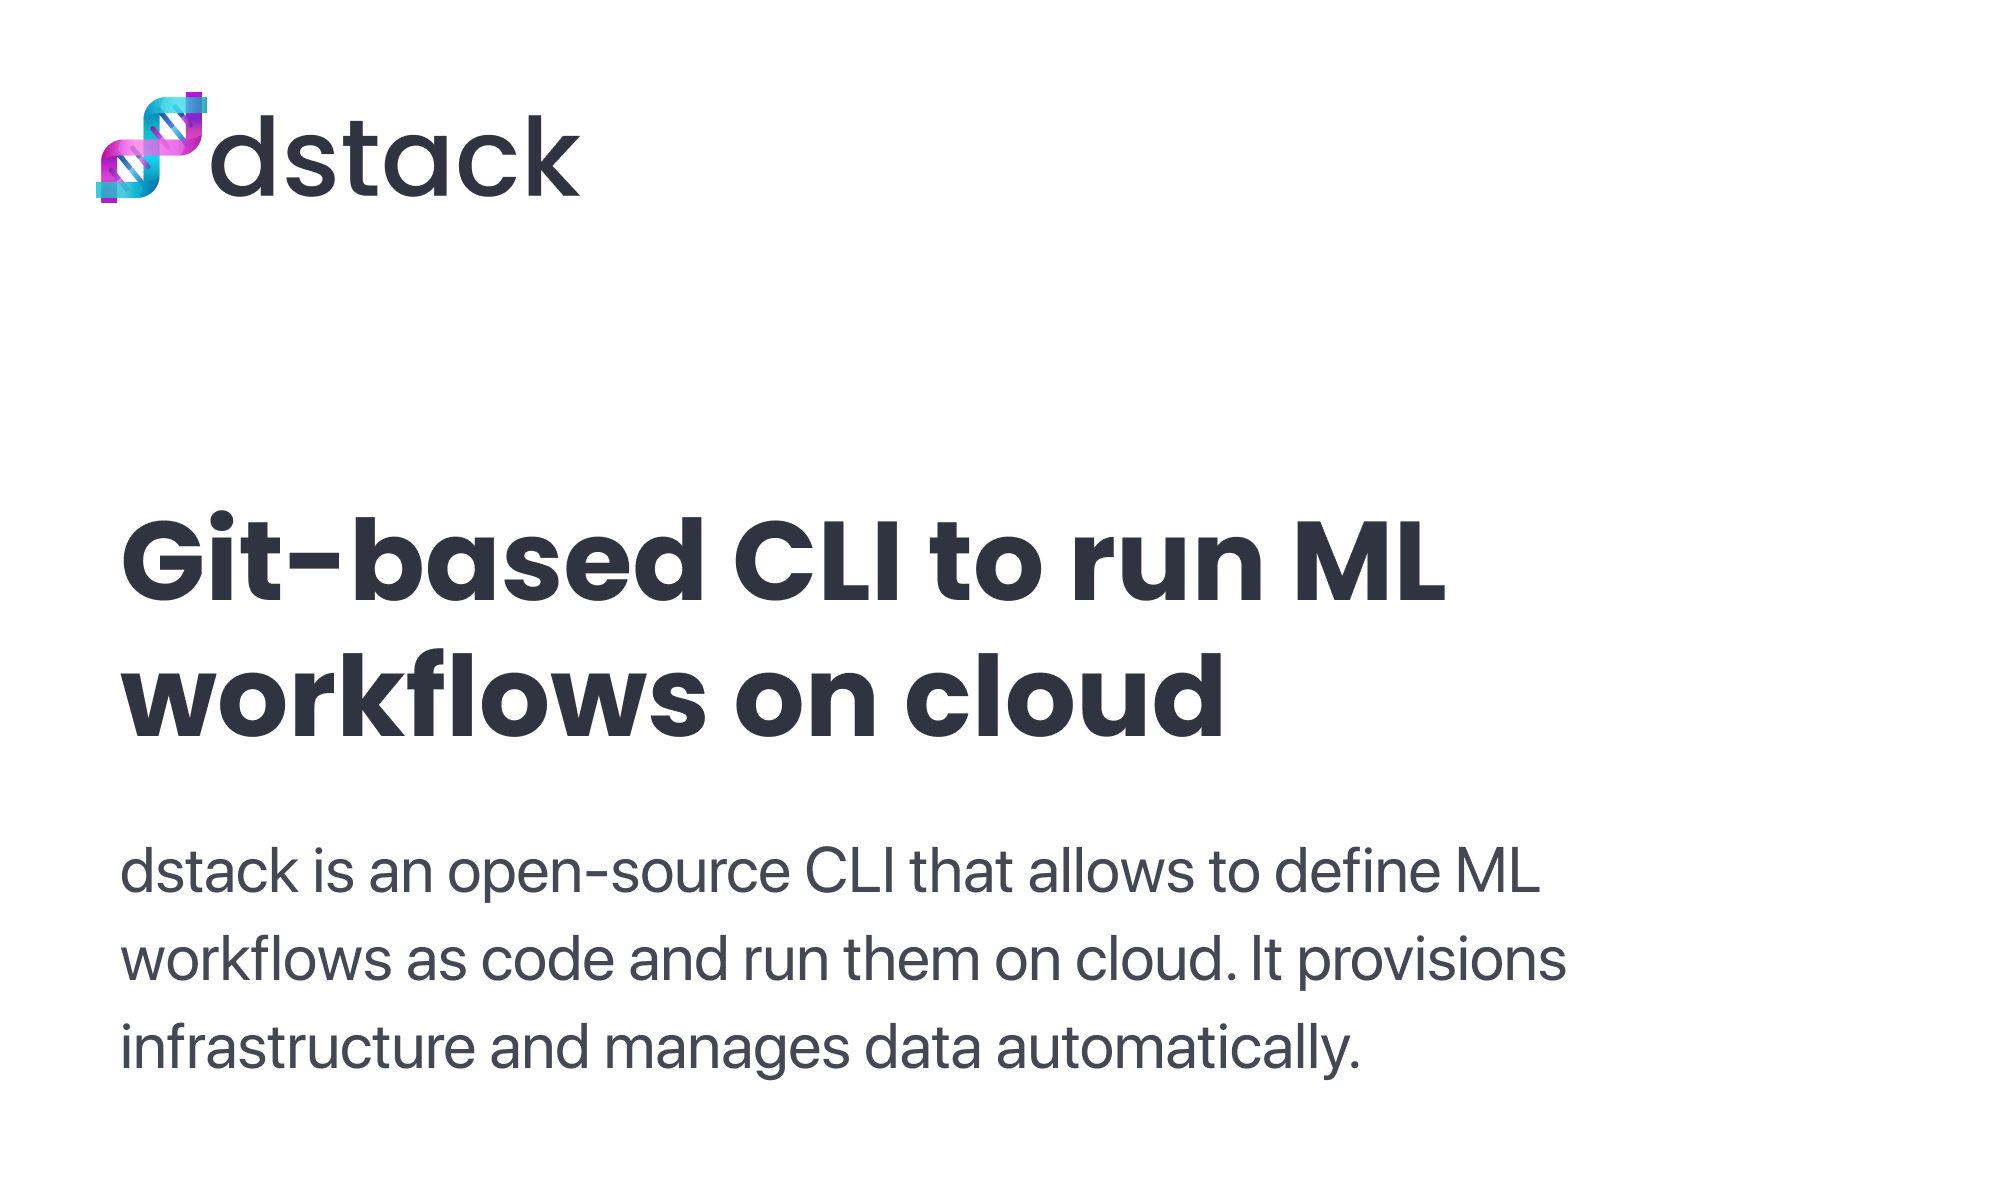 dstack
Git-based CLI to run ML
workflows on cloud
dstack is an open-source CLI that allows to define ML
workflows as code and run them on cloud. It provisions
infrastructure and manages data automatically.